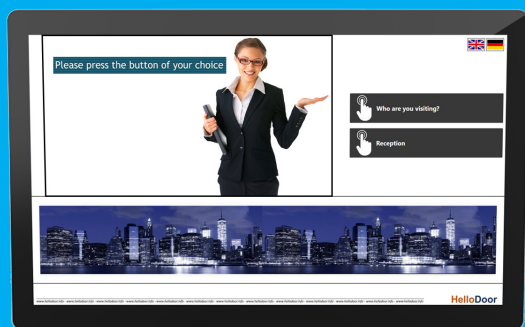 Please press the button of your choice
Who are you visiting?
Reception
HelloDoor